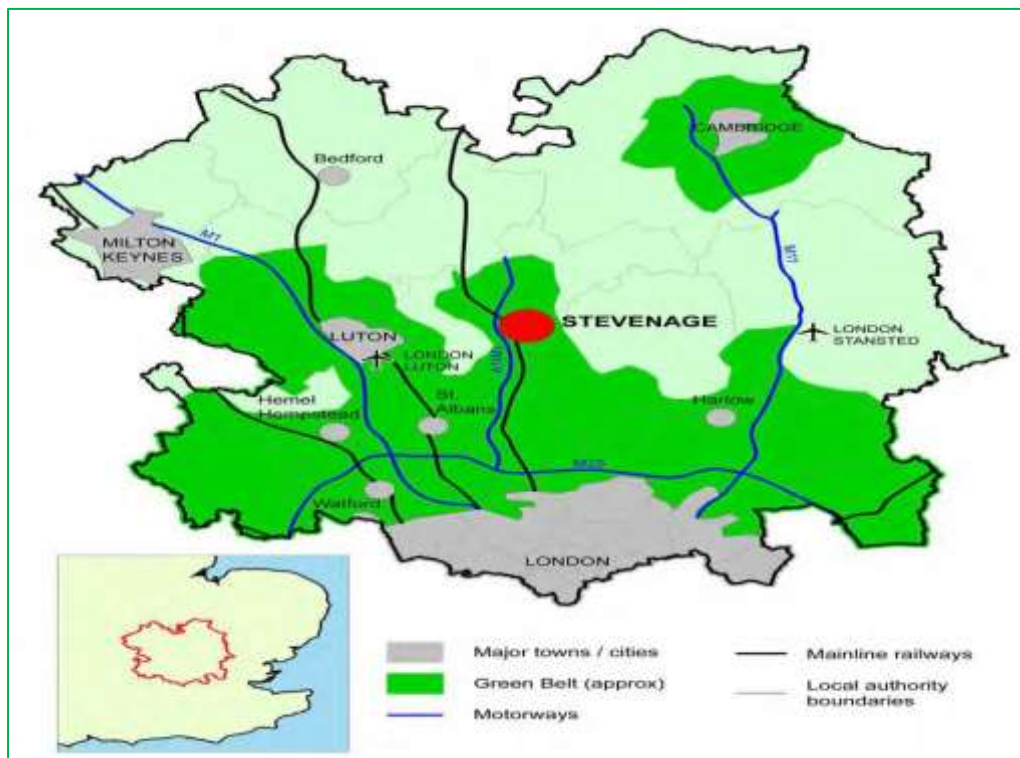 CAMBRIDGE
Bedford
MILTON
KEYNES
M1
M11
STEVENAGE
LUTON
LONDON
LUTON
LONDON
STANSTED
Hemel
Hempstead
St.
Albans
Harlow
M25
Watford
LONDON
Major towns / cities
Green Belt (approx)
Motorways
Mainline railways
Local authority
boundaries